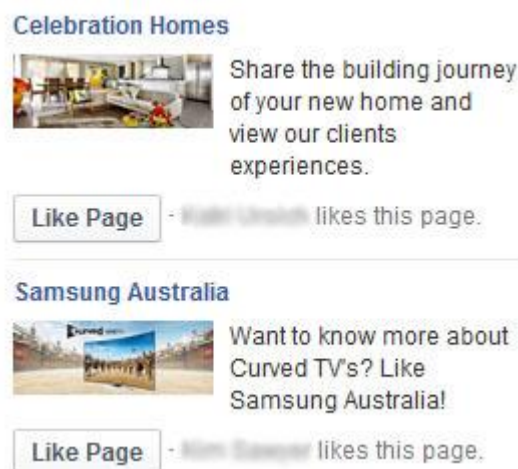 Celebration Homes
Share the building journey
of your new home and
view our clients
experiences.
Like Page - likes this page.
Samsung Australia
Curved
Want to know more about
Curved TV's? Like
Samsung Australia!
Like Page - likes this page.